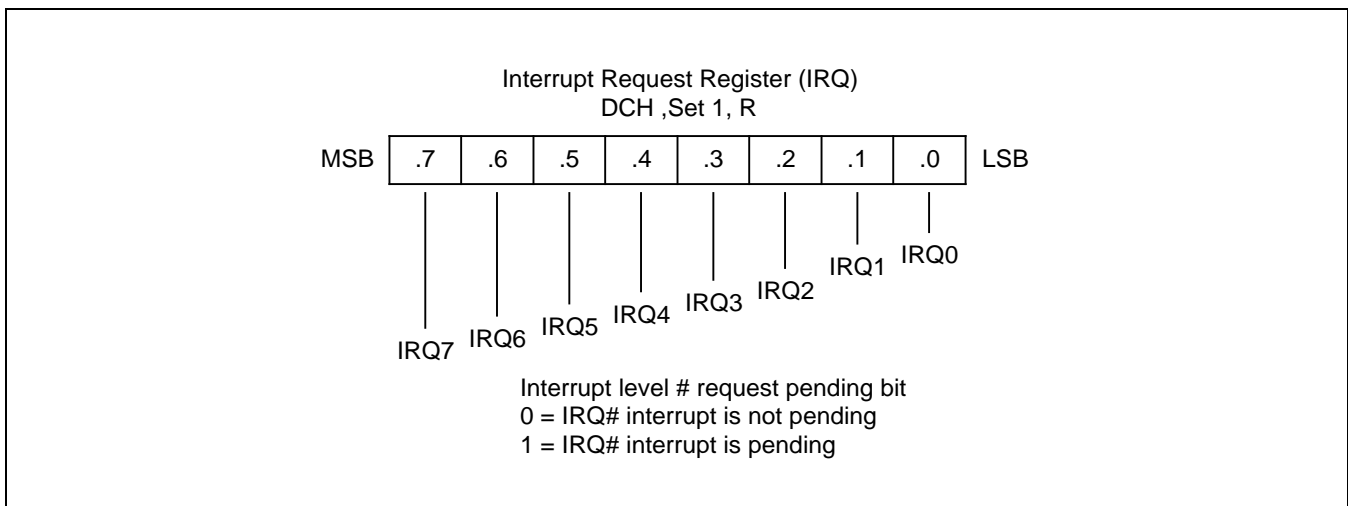 Interrupt Request Register (IRQ)
DCH ,Set 1, R
MSB .7 .6 .5 .4 .3 .2 .1 .0 LSB
IRQ7 IRQ6 IRQ5 IRQ4 IRQ3 IRQ2 IRQ1 IRQ0
Interrupt level # request pending bit
0 = IRQ# interrupt is not pending
1 = IRQ# interrupt is pending